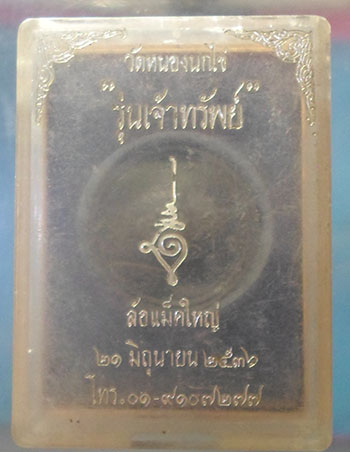 วัดหนองนกไข่
"รุ่นเจ้าทรัพย์"
ล้อแม็คใหญ่
๒๑ มิถุนายน ๒๕๓๖
โทร.๐๑-๙๑๐๗๒๗๗